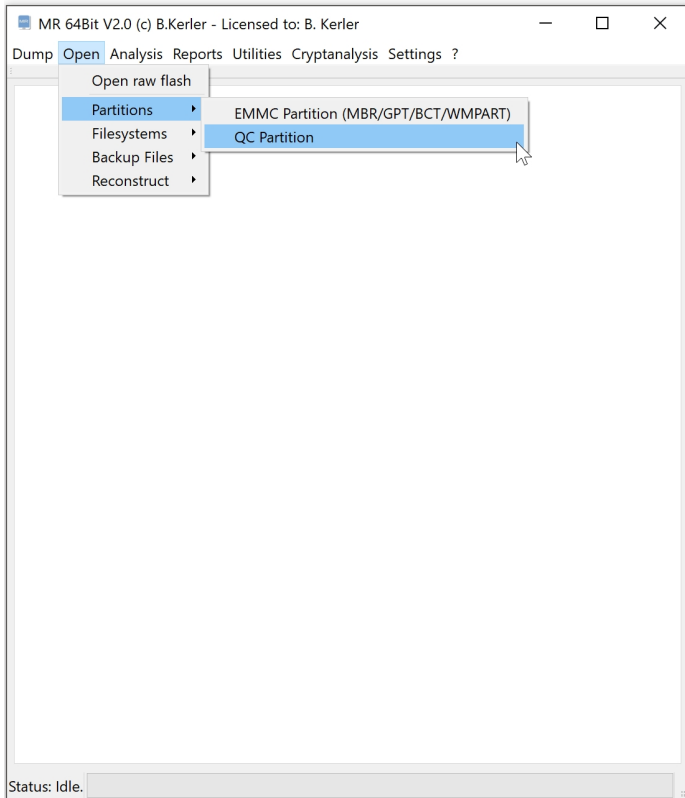 MR 64Bit V2.0 (c) B.Kerler - Licensed to: B. Kerler
Dump Open Analysis Reports Utilities Cryptanalysis Settings ?
Open raw flash
Partitions
Filesystems
Backup Files
Reconstruct
EMMC Partition (MBR/GPT/BCT/WMPART)
QC Partition
Status: Idle.